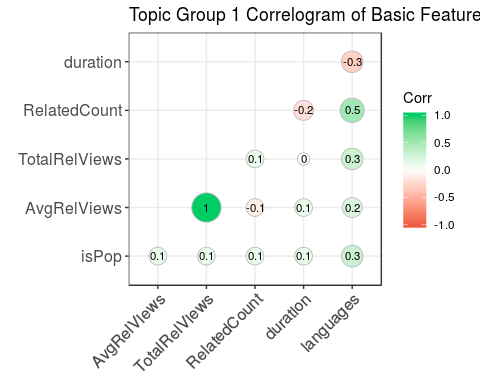 Topic Group 1 Correlogram of Basic Feature
duration
-0.3
RelatedCount
-0.2
0.5
TotalRelViews
0.1
0
0.3
AvgRelViews
1
-0.1
0.1
0.2
isPop
0.1
0.1
0.1
0.1
0.3
AvgRelViews
TotalRelViews
RelatedCount
duration
languages
Corr
1.0
0.5
0.0
-0.5
-1.0